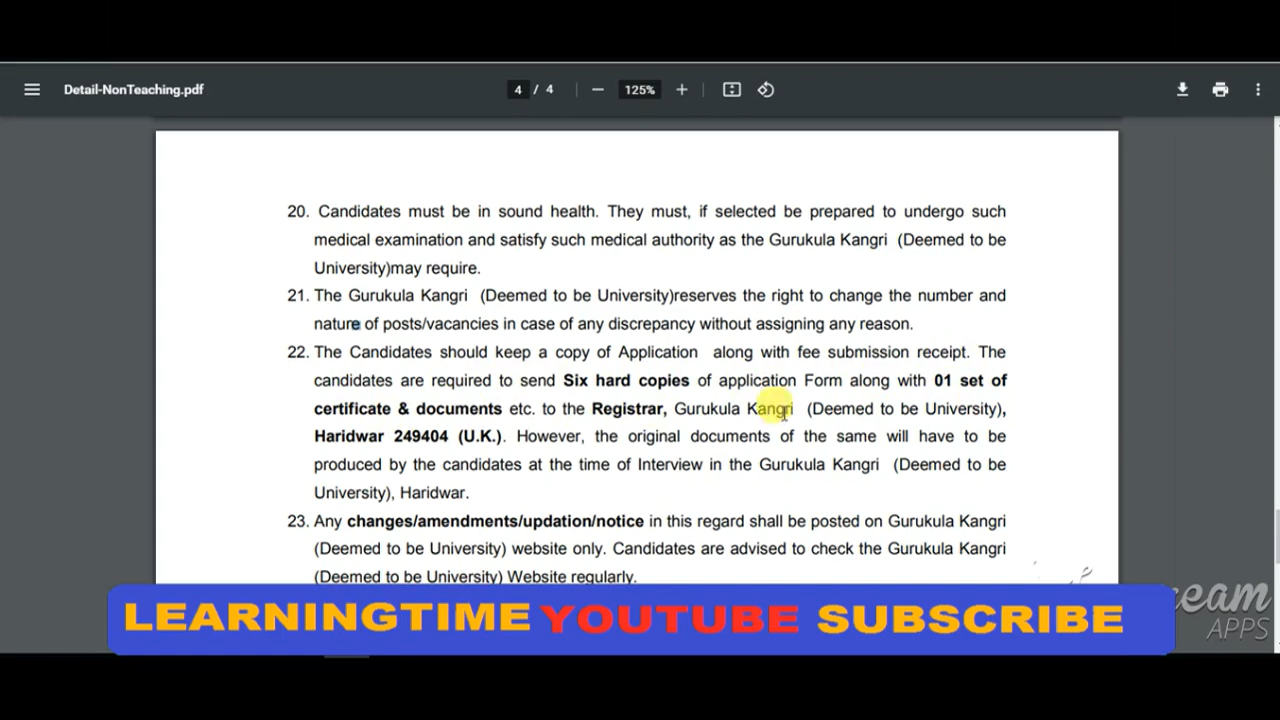 Detail-NonTeaching.pdf
4 / 4
125%
20. Candidates must be in sound health. They must, if selected be prepared to undergo such
medical examination and satisfy such medical authority as the Gurukula Kangri (Deemed to be
University)may require.
21. The Gurukula Kangri (Deemed to be University)reserves the right to change the number and
nature of posts/vacancies in case of any discrepancy without assigning any reason.
22. The Candidates should keep a copy of Application along with fee submission receipt. The
candidates are required to send Six hard copies of application Form along with 01 set of
certificate & documents etc. to the Registrar, Gurukula Kangri (Deemed to be University),
Haridwar 249404 (U.K.). However, the original documents of the same will have to be
produced by the candidates at the time of Interview in the Gurukula Kangri (Deemed to be
University), Haridwar.
23. Any changes/amendments/updation/notice in this regard shall be posted on Gurukula Kangri
(Deemed to be University) website only. Candidates are advised to check the Gurukula Kangri
(Deemed to be University) Website regularly.
LEARNINGTIME YOUTUBE SUBSCRIBE
APPS